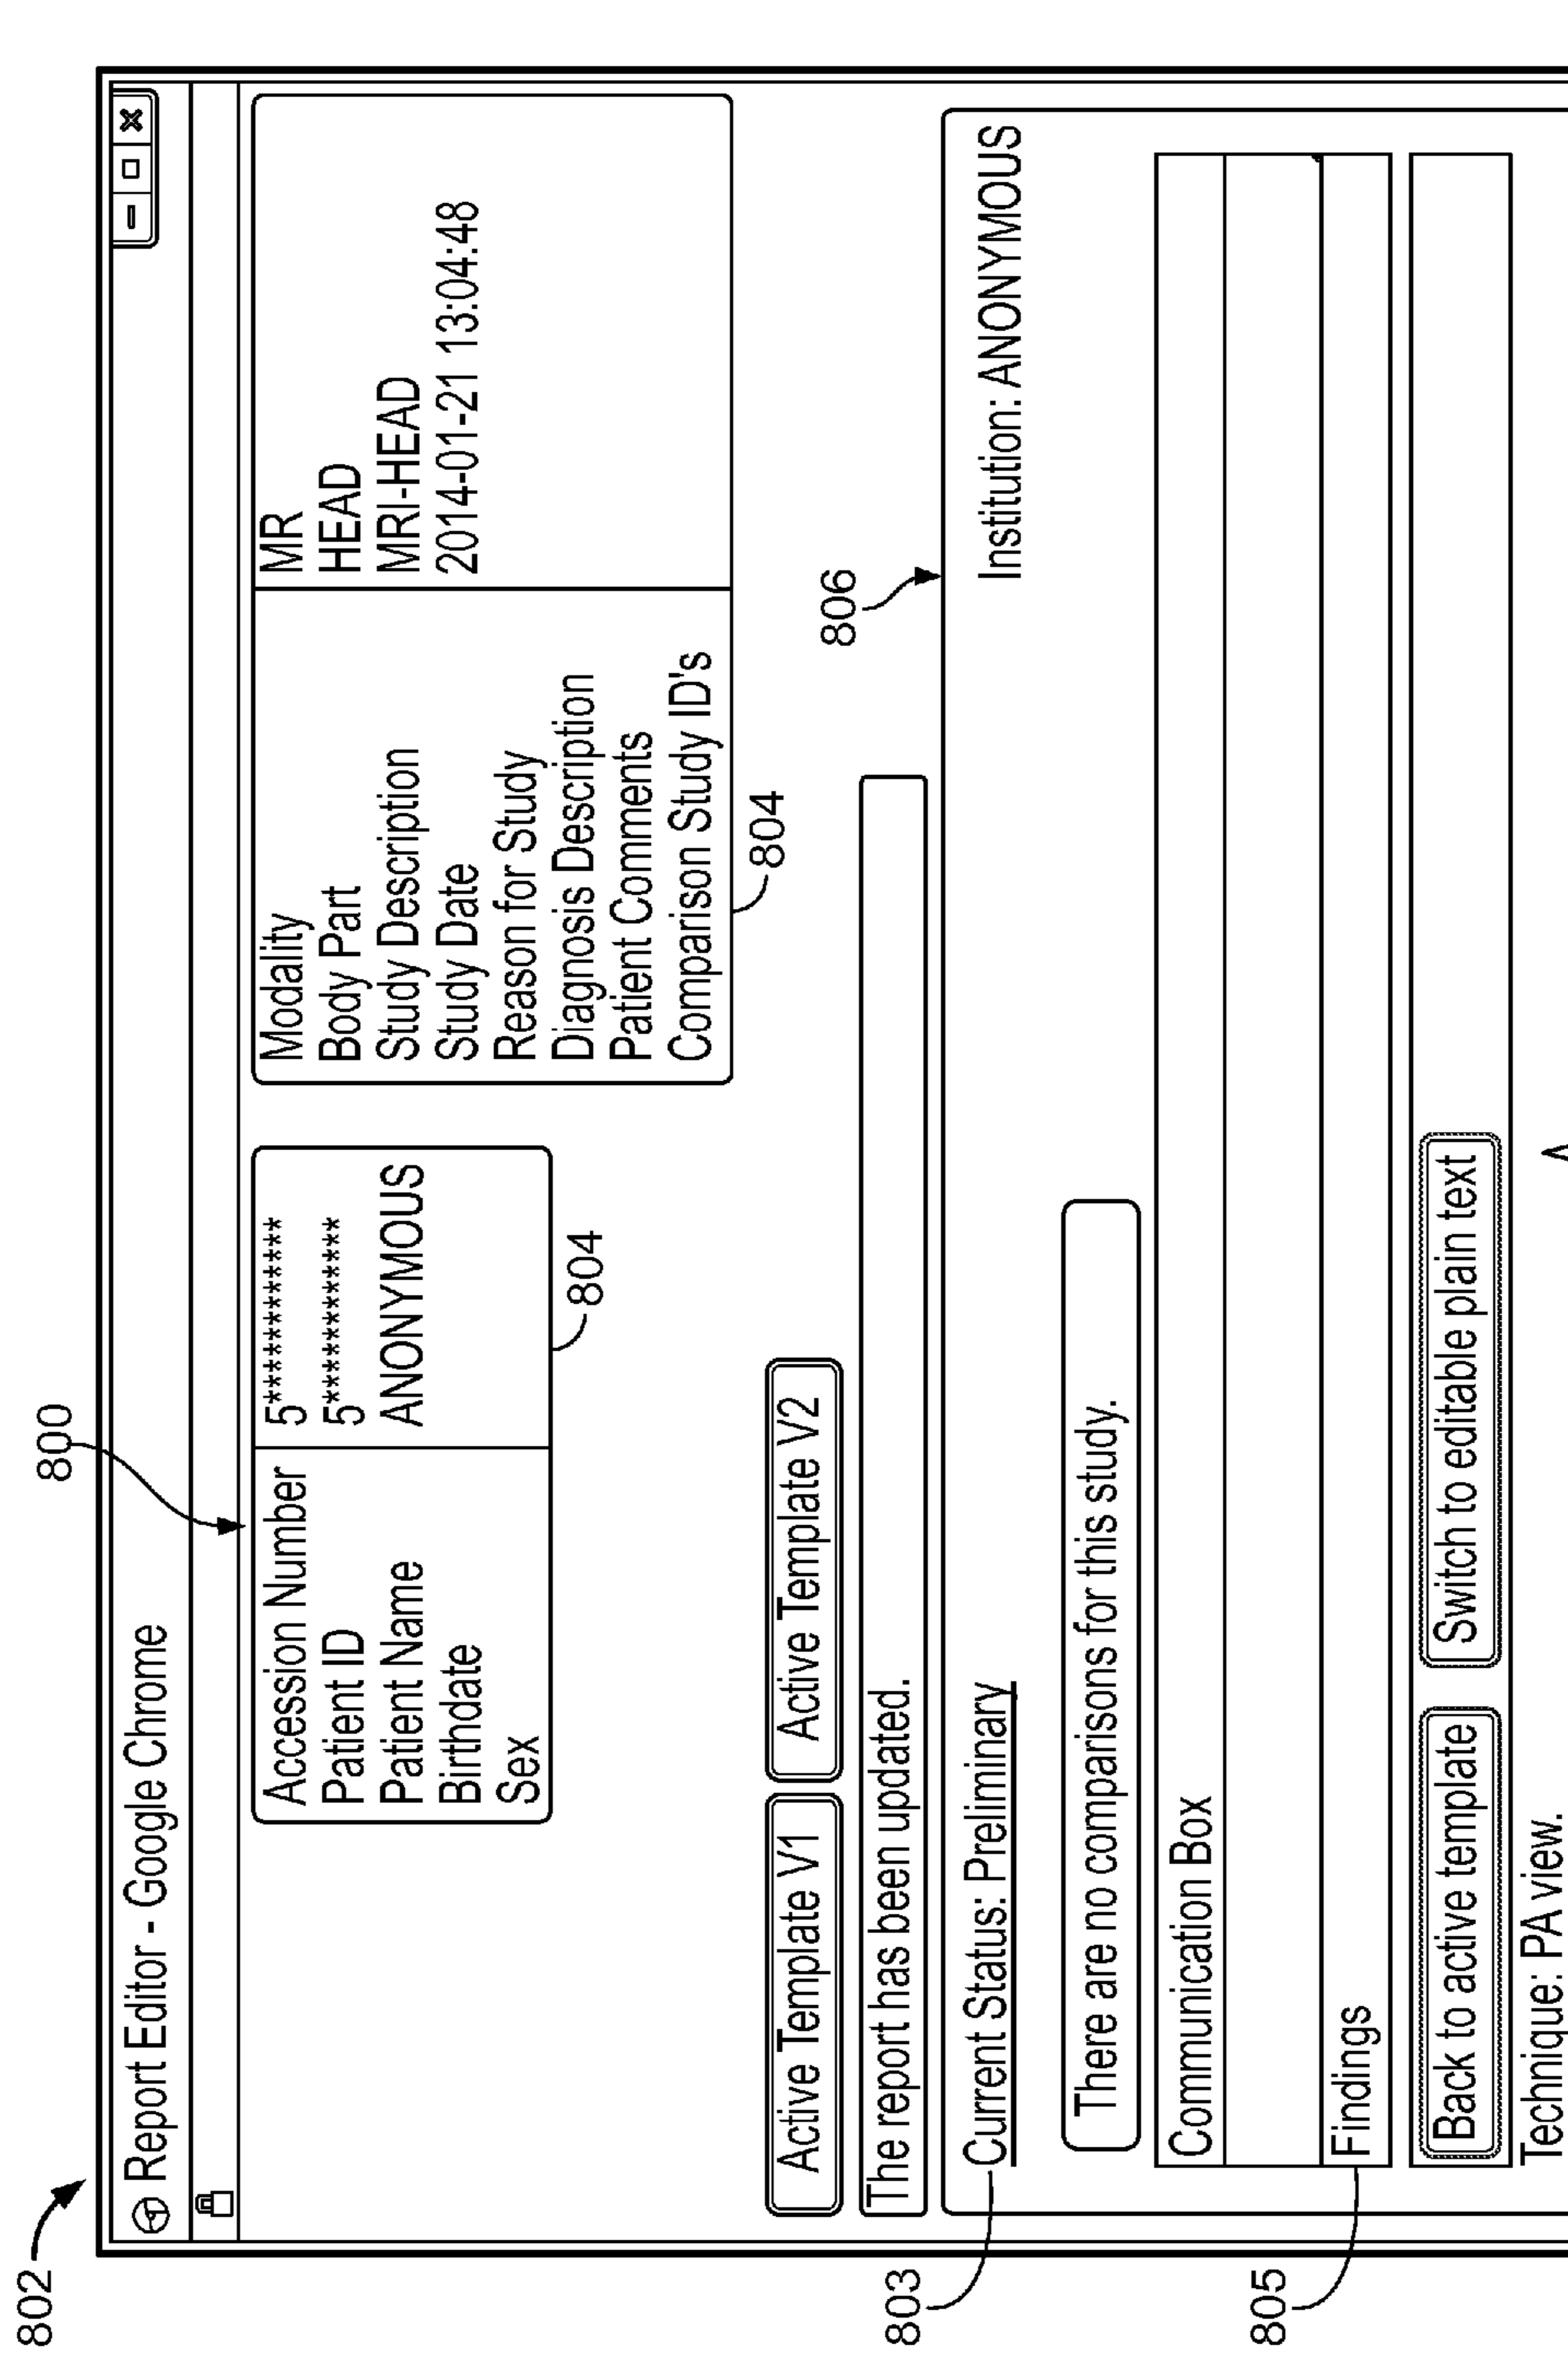 802
800
Report Editor - Google Chrome
Accession Number 5***********
Patient ID 5***********
Patient Name ANONYMOUS
Birthdate
Sex
804
Modality MR
Body Part HEAD
Study Description MRI-HEAD
Study Date 2014-01-21 13:04:48
Reason for Study
Diagnosis Description
Patient Comments
Comparison Study ID's
804
Active Template V1 Active Template V2
The report has been updated.
806
803
Current Status: Preliminary Institution: ANONYMOUS
There are no comparisons for this study.
Communication Box
805
Findings
Back to active template Switch to editable plain text
Technique: PA view.